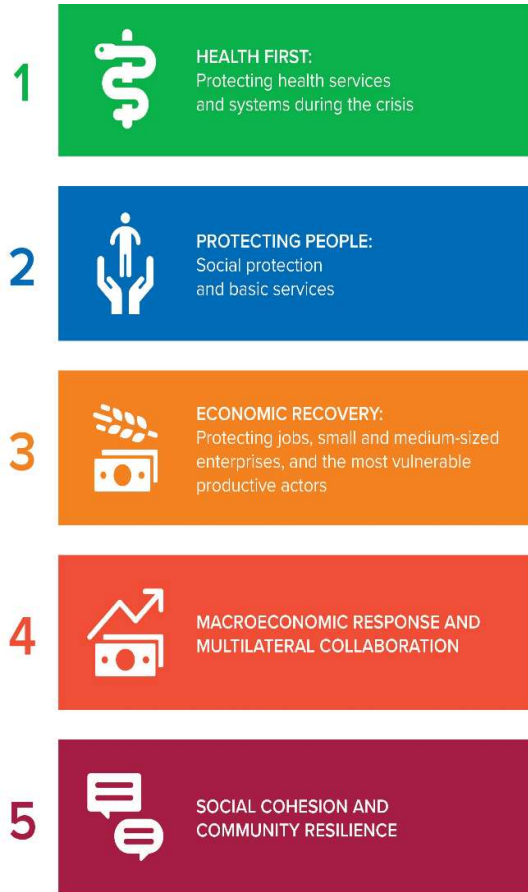 1
HEALTH FIRST:
Protecting health services
and systems during the crisis
2
PROTECTING PEOPLE:
Social protection
and basic services
3
ECONOMIC RECOVERY:
Protecting jobs, small and medium-sized
enterprises, and the most vulnerable
productive actors
4
MACROECONOMIC RESPONSE AND
MULTILATERAL COLLABORATION
5
SOCIAL COHESION AND
COMMUNITY RESILIENCE